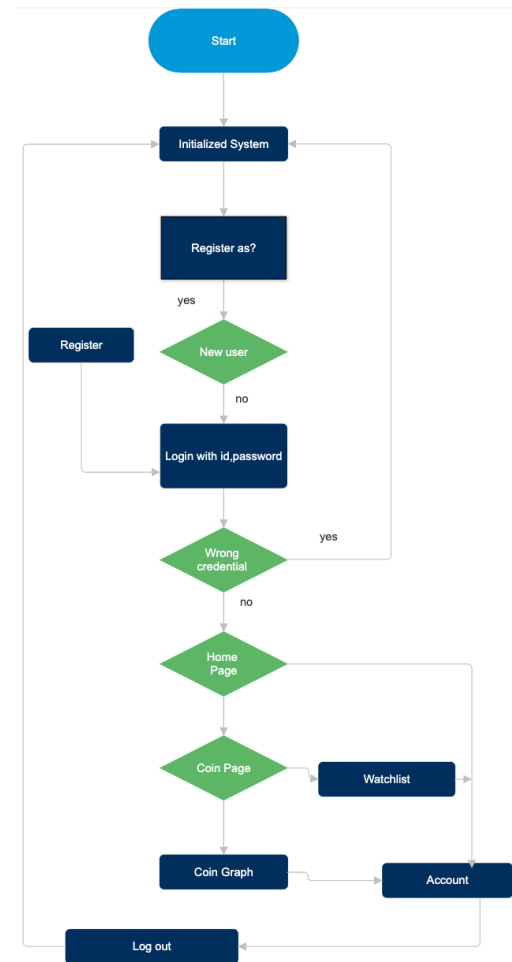 Start
Initialized System
Register as?
yes
Register
New user
no
Login with id,password
yes
Wrong
credential
no
Home
Page
Coin Page
Watchlist
Coin Graph
Account
Log out